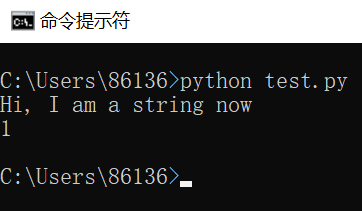 命令提示符
C:\Users\86136>python test.py
Hi, I am a string now
1
C:\Users\86136>